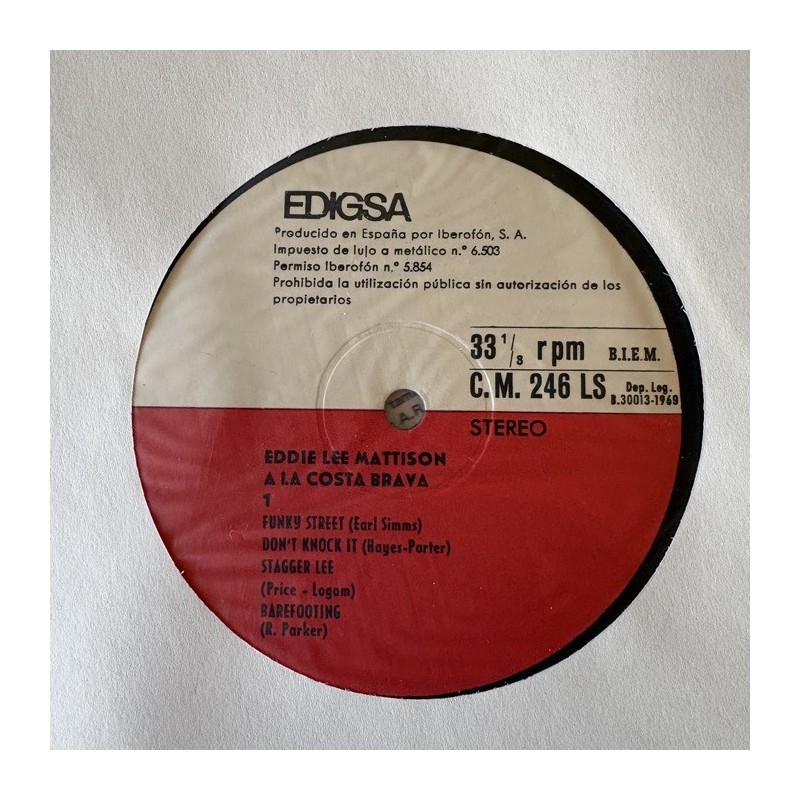 EDIGSA
Producido en España por Iberofón, S. A.
Impuesto de lujo a metálico n.º 6.503
Permiso Iberofón n.º 5.854
Prohibida la utilización pública sin autorización de los
propietarios
33 1/3 rpm B.I.E.M.
C.M. 246 LS Dep. Leg.
B.30013-1969
STEREO
EDDIE LEE MATTISON
A LA COSTA BRAVA
1
FUNKY STREET (Earl Simms)
DON'T KNOCK IT (Hayes-Porter)
STAGGER LEE
(Price - Logam)
BAREFOOTING
(R. Parker)